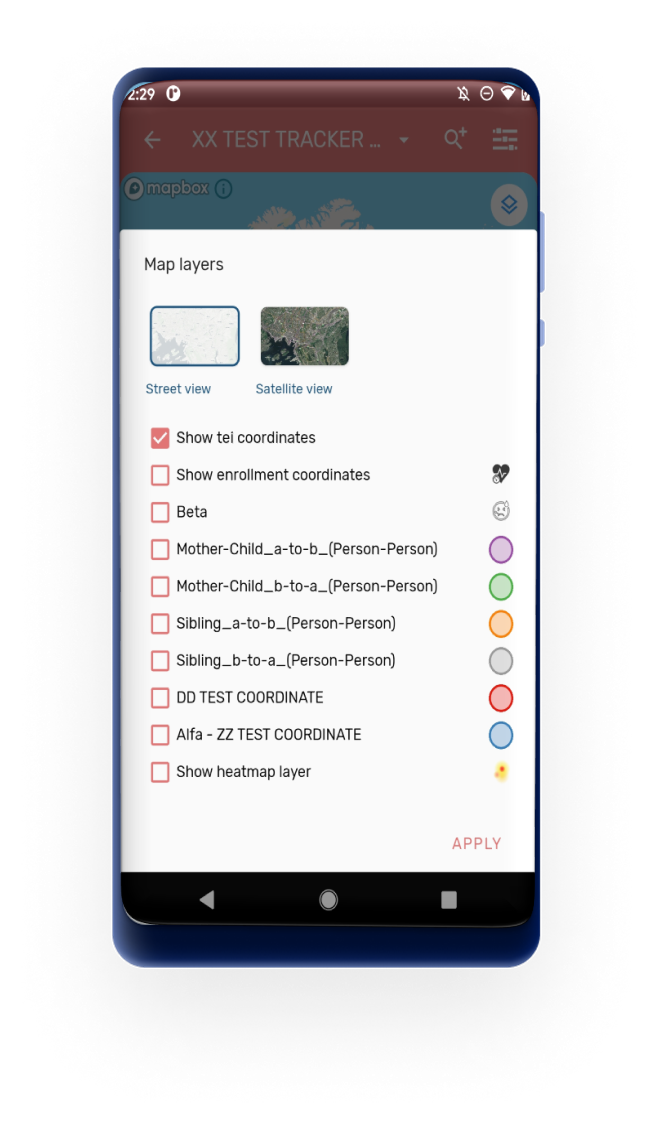 2:29
XX TEST TRACKER ...
mapbox
Map layers
Street view
Satellite view
Show tei coordinates
Show enrollment coordinates
Beta
Mother-Child_a-to-b_(Person-Person)
Mother-Child_b-to-a_(Person-Person)
Sibling_a-to-b_(Person-Person)
Sibling_b-to-a_(Person-Person)
DD TEST COORDINATE
Alfa - ZZ TEST COORDINATE
Show heatmap layer
APPLY